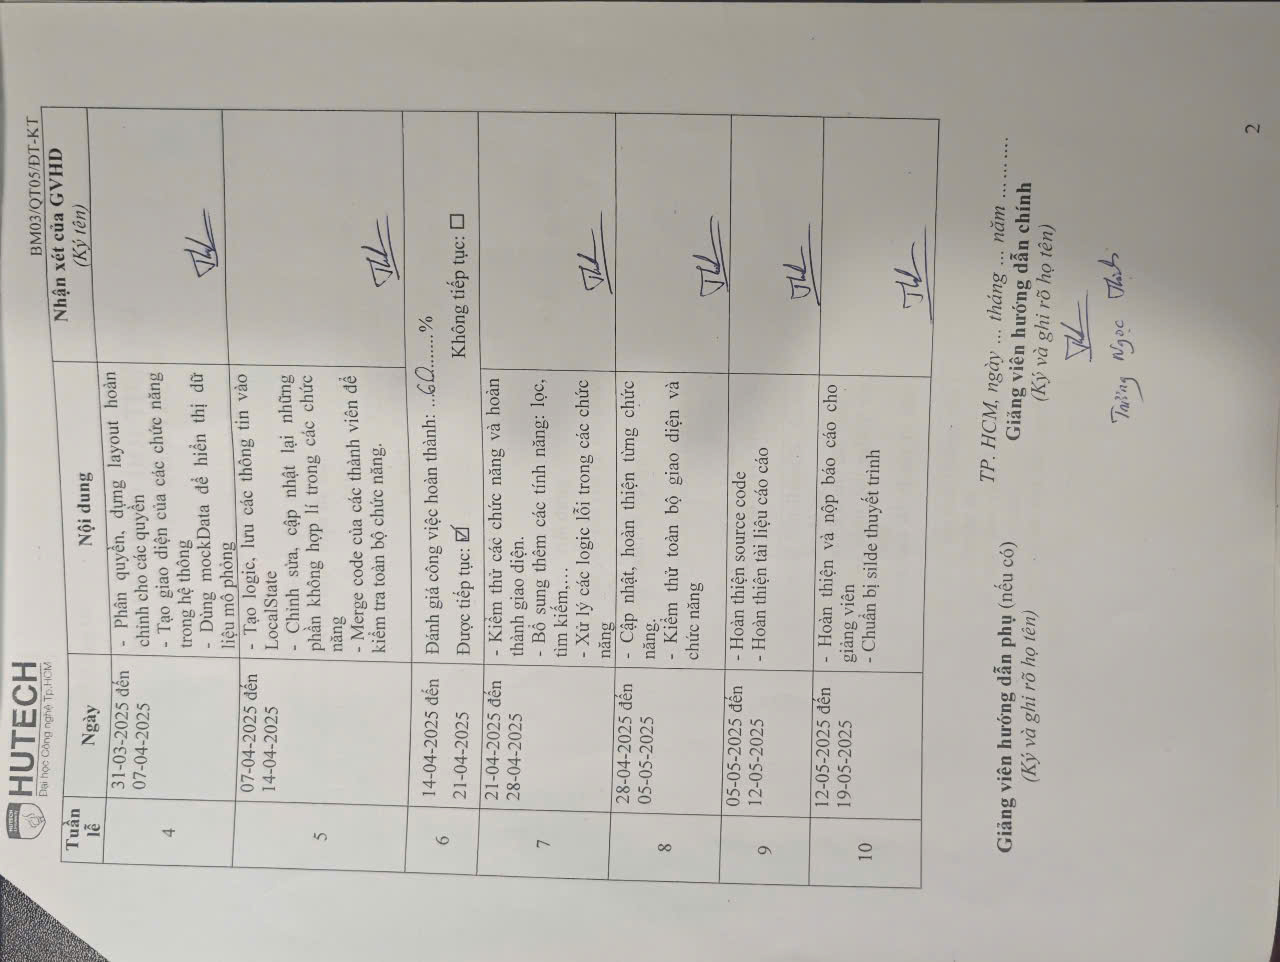 HUTECH
Đại học Công nghệ Tp.HCM
BM03/QT05/ĐT-KT
Tuần lễ
Ngày
Nội dung
Nhận xét của GVHD
(Ký tên)
4
31-03-2025 đến
07-04-2025
- Phân quyền, dựng layout hoàn
chỉnh cho các quyền
- Tạo giao diện của các chức năng
trong hệ thông
- Dùng mockData để hiển thị dữ
liệu mô phỏng
5
07-04-2025 đến
14-04-2025
- Tạo logic, lưu các thông tin vào
LocalState
- Chỉnh sửa, cập nhật lại những
phần không hợp lí trong các chức
năng
- Merge code của các thành viên để
kiểm tra toàn bộ chức năng.
6
14-04-2025 đến
21-04-2025
Đánh giá công việc hoàn thành: ..60........%
Được tiếp tục: ☑ Không tiếp tục: ☐
7
21-04-2025 đến
28-04-2025
- Kiểm thử các chức năng và hoàn
thành giao diện.
- Bổ sung thêm các tính năng: lọc,
tìm kiếm,...
- Xử lý các logic lỗi trong các chức
năng
8
28-04-2025 đến
05-05-2025
- Cập nhật, hoàn thiện từng chức
năng.
- Kiểm thử toàn bộ giao diện và
chức năng
9
05-05-2025 đến
12-05-2025
- Hoàn thiện source code
- Hoàn thiện tài liệu cáo cáo
10
12-05-2025 đến
19-05-2025
- Hoàn thiện và nộp báo cáo cho
giảng viên
- Chuẩn bị silde thuyết trình
TP. HCM, ngày ... tháng ... năm ..........
Giảng viên hướng dẫn phụ (nếu có)
(Ký và ghi rõ họ tên)
Giảng viên hướng dẫn chính
(Ký và ghi rõ họ tên)
Trương Ngọc Thịnh
2